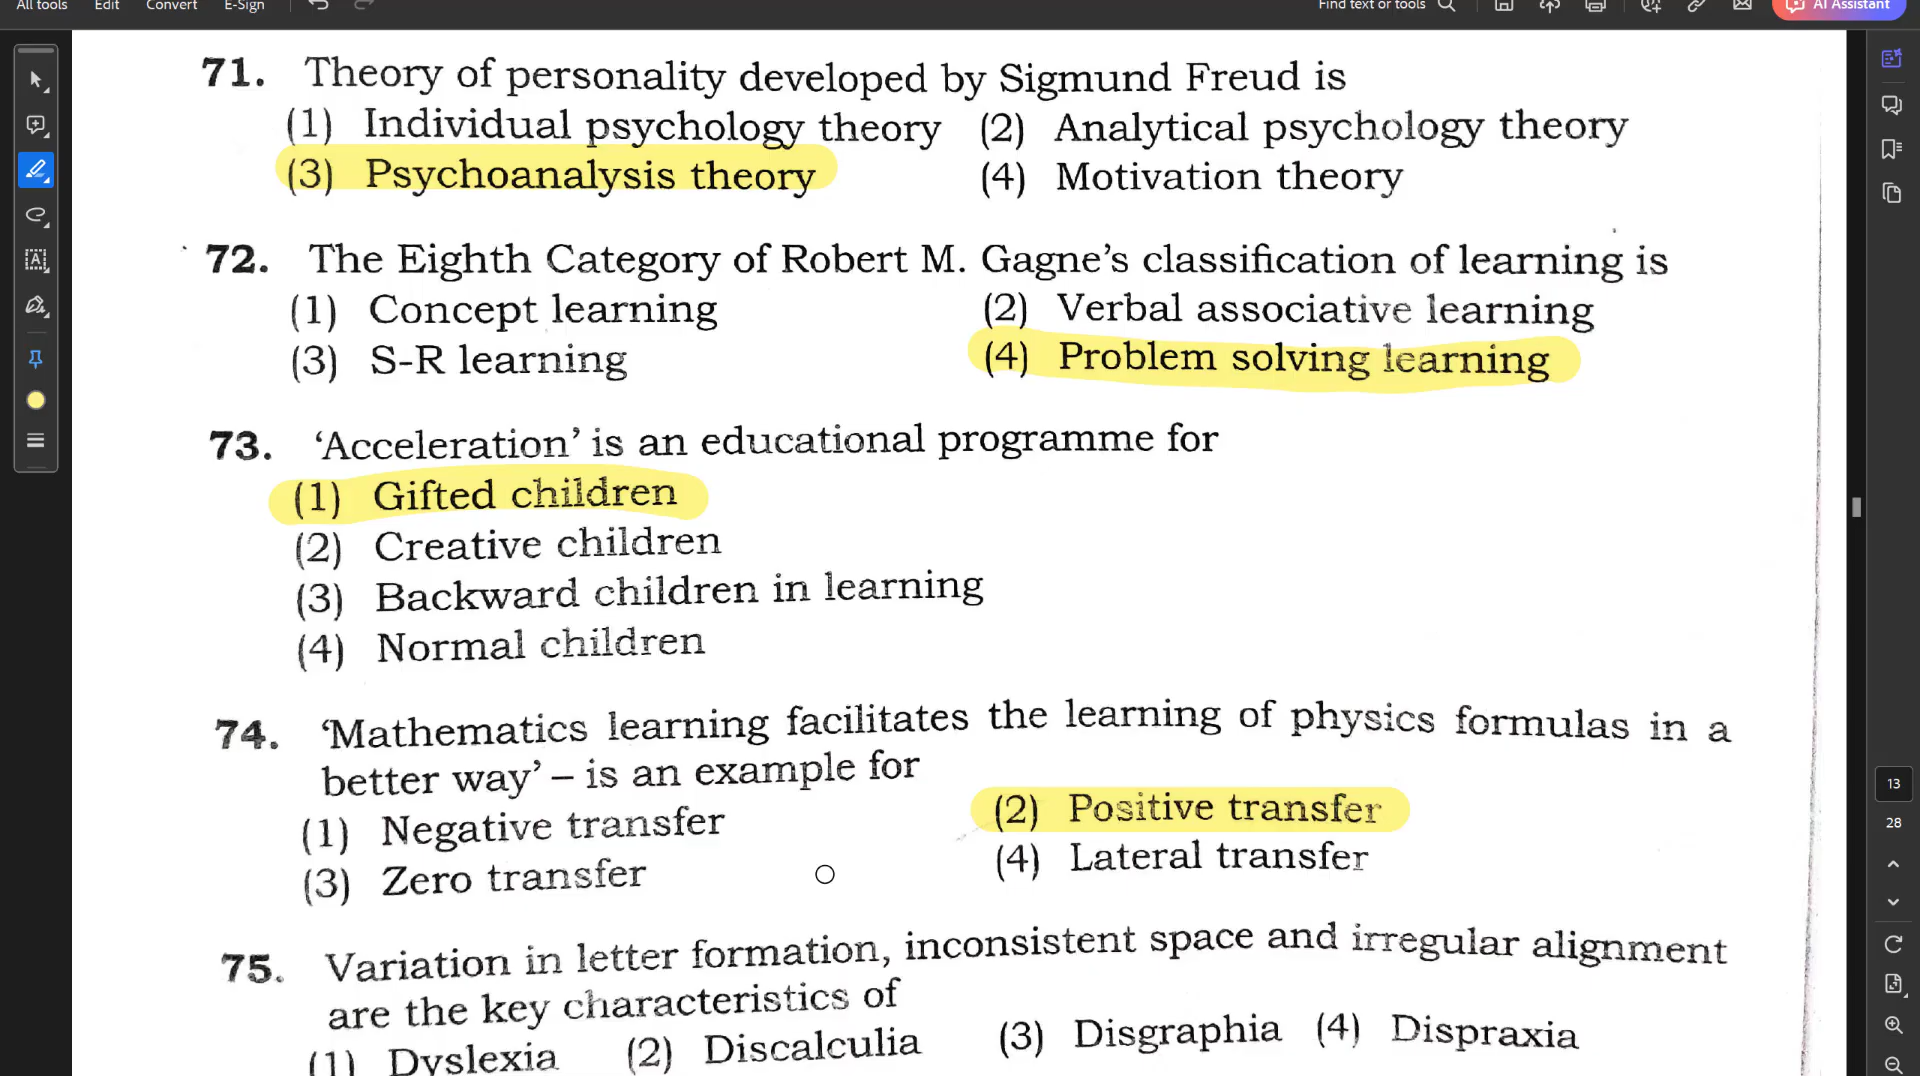 All tools Edit Convert E-Sign Find text or tools AI Assistant
71. Theory of personality developed by Sigmund Freud is
(1) Individual psychology theory (2) Analytical psychology theory
(3) Psychoanalysis theory (4) Motivation theory
72. The Eighth Category of Robert M. Gagne's classification of learning is
(1) Concept learning (2) Verbal associative learning
(3) S-R learning (4) Problem solving learning
73. 'Acceleration' is an educational programme for
(1) Gifted children
(2) Creative children
(3) Backward children in learning
(4) Normal children
74. 'Mathematics learning facilitates the learning of physics formulas in a
better way' – is an example for
(1) Negative transfer (2) Positive transfer
(3) Zero transfer (4) Lateral transfer
75. Variation in letter formation, inconsistent space and irregular alignment
are the key characteristics of
(1) Dyslexia (2) Discalculia (3) Disgraphia (4) Dispraxia
13
28